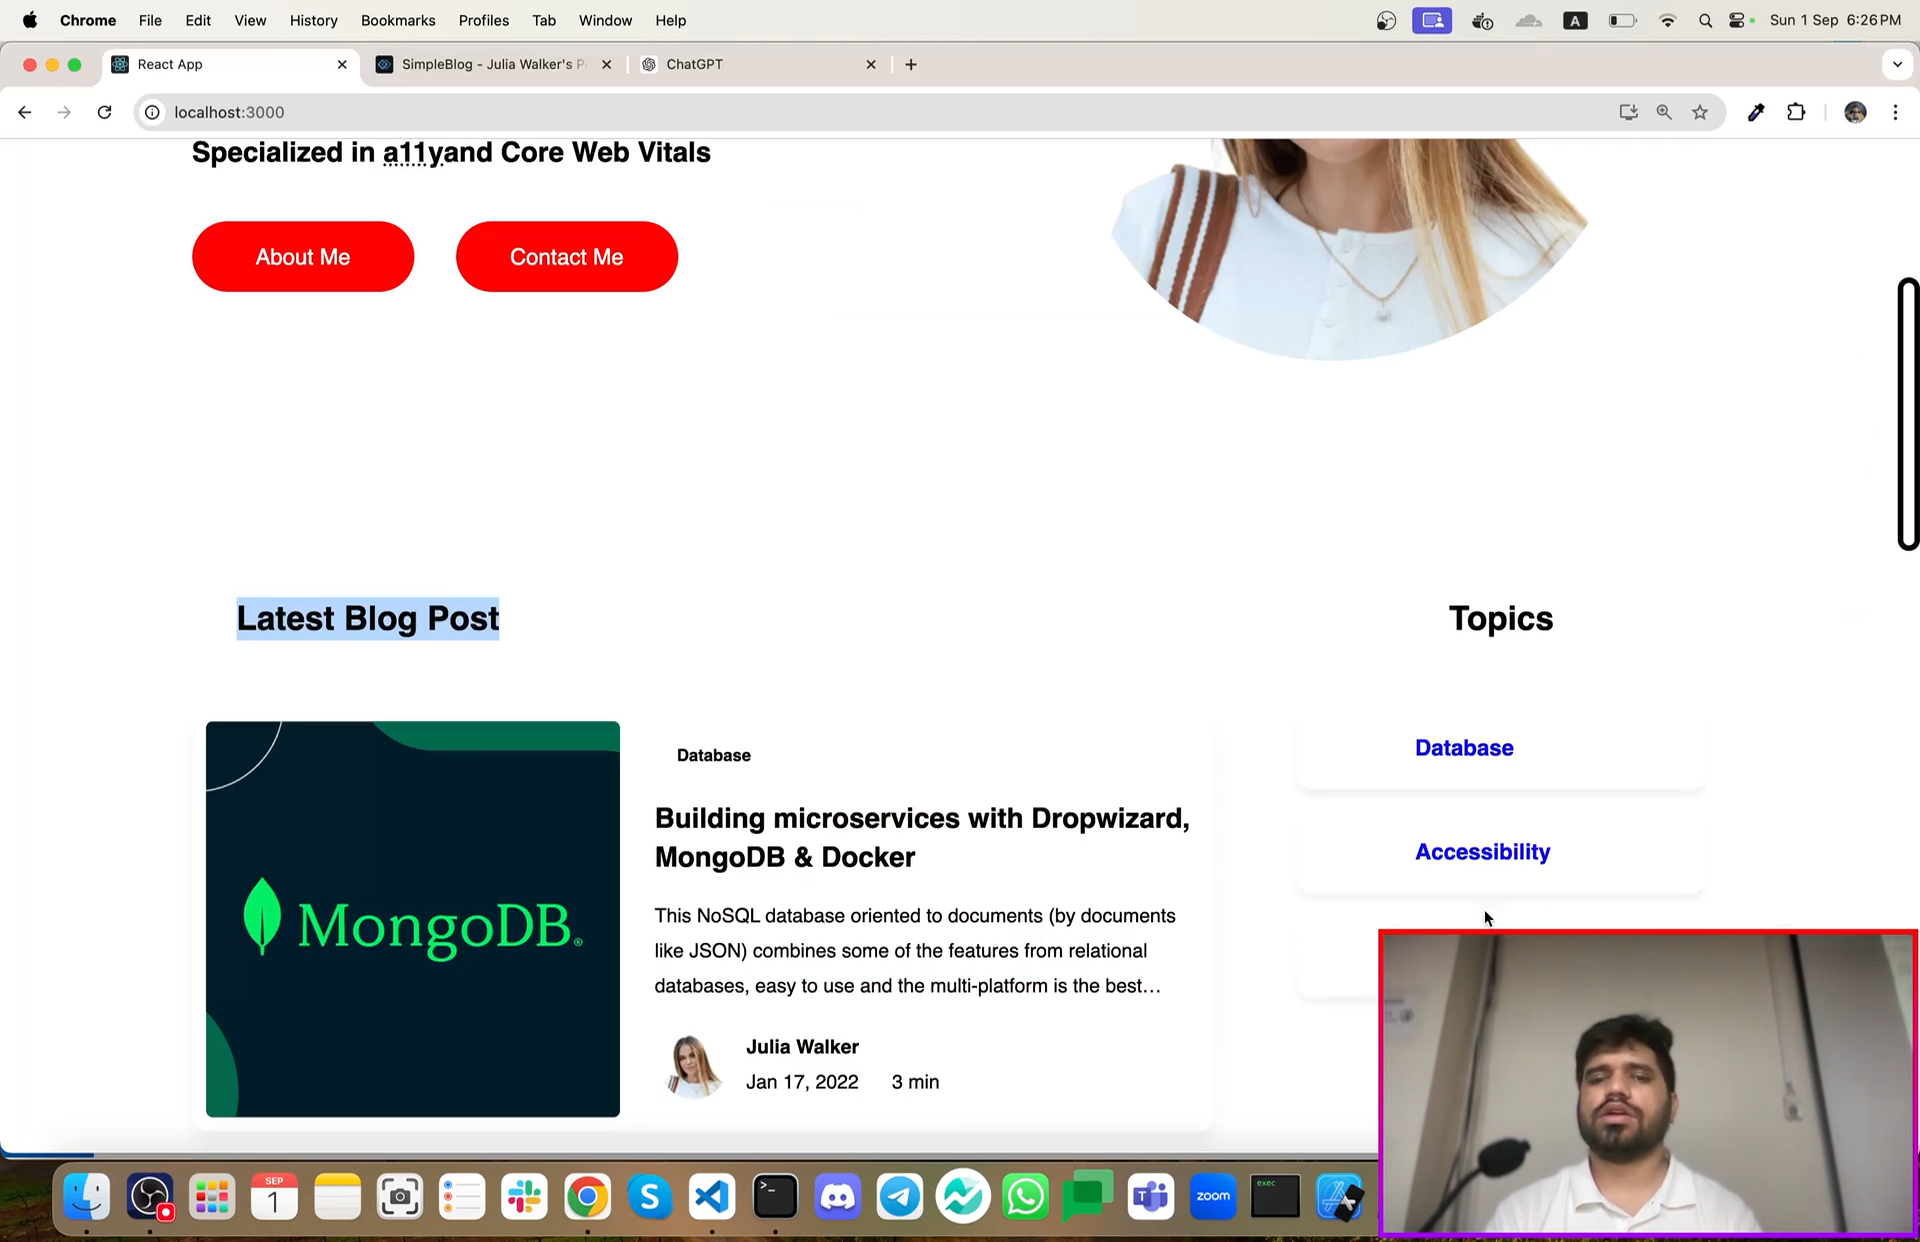 Chrome File Edit View History Bookmarks Profiles Tab Window Help
A
Sun 1 Sep 6:26 PM
React App
SimpleBlog - Julia Walker's P
ChatGPT
localhost:3000
Specialized in a11yand Core Web Vitals
About Me
Contact Me
Latest Blog Post
Topics
Database
Building microservices with Dropwizard,
MongoDB & Docker
This NoSQL database oriented to documents (by documents
like JSON) combines some of the features from relational
databases, easy to use and the multi-platform is the best...
Julia Walker
Jan 17, 2022 3 min
MongoDB®
Database
Accessibility
SEP
1
S
T
zoom
exec